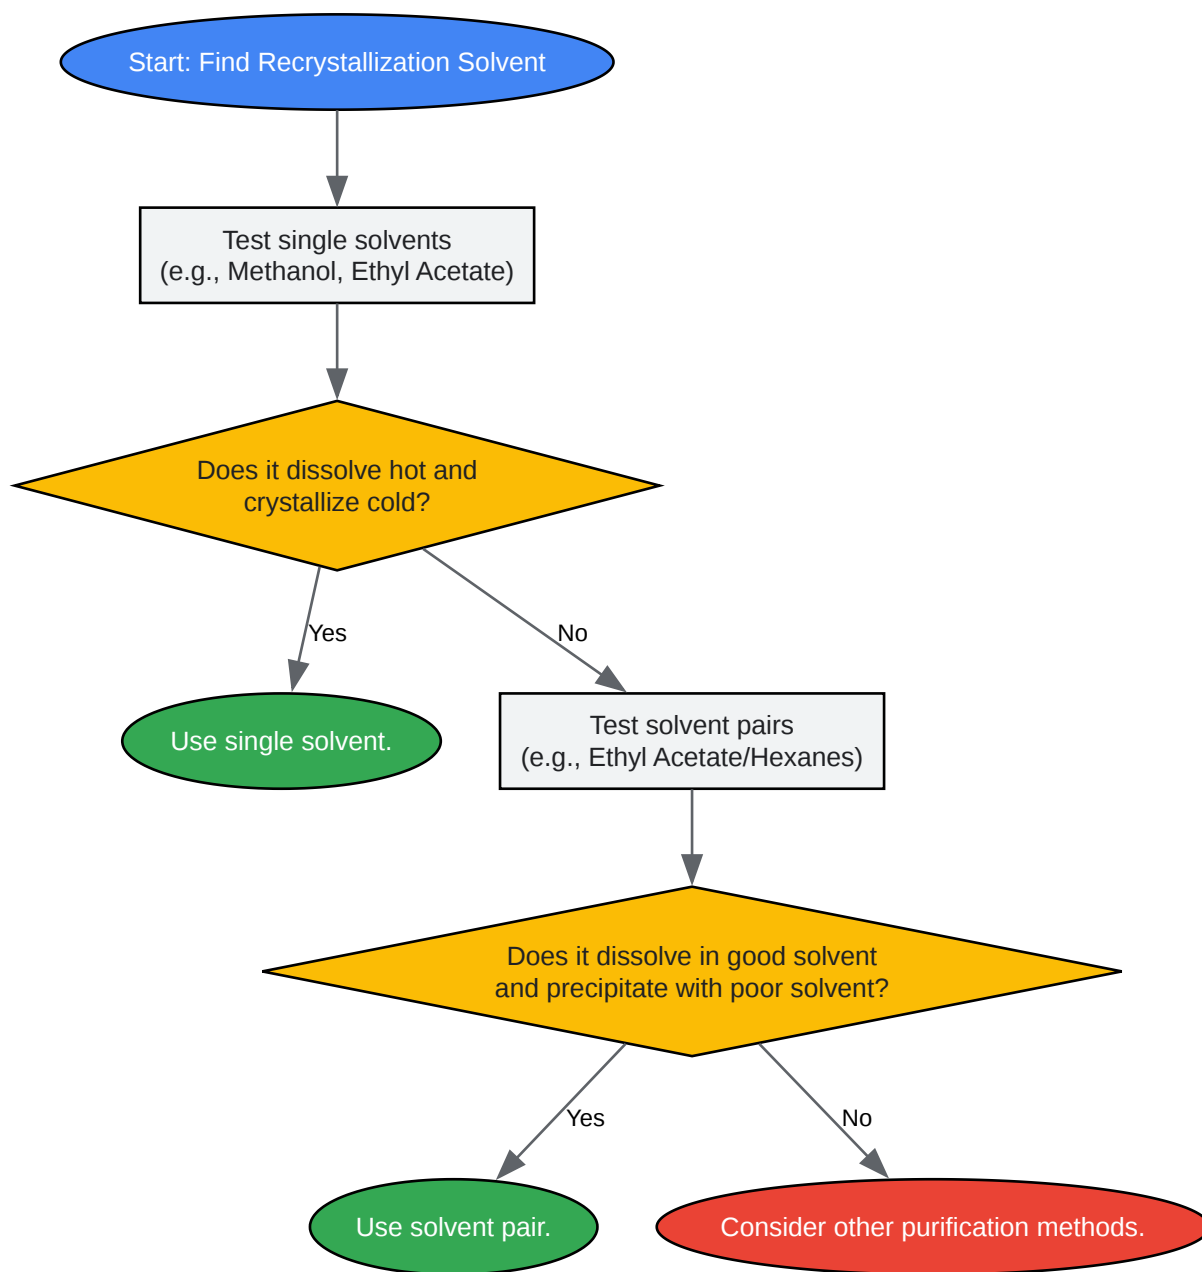 Start: Find Recrystallization Solvent
Test single solvents
(e.g., Methanol, Ethyl Acetate)
Does it dissolve hot and
crystallize cold?
Yes
No
Use single solvent.
Test solvent pairs
(e.g., Ethyl Acetate/Hexanes)
Does it dissolve in good solvent
and precipitate with poor solvent?
Yes
No
Use solvent pair.
Consider other purification methods.